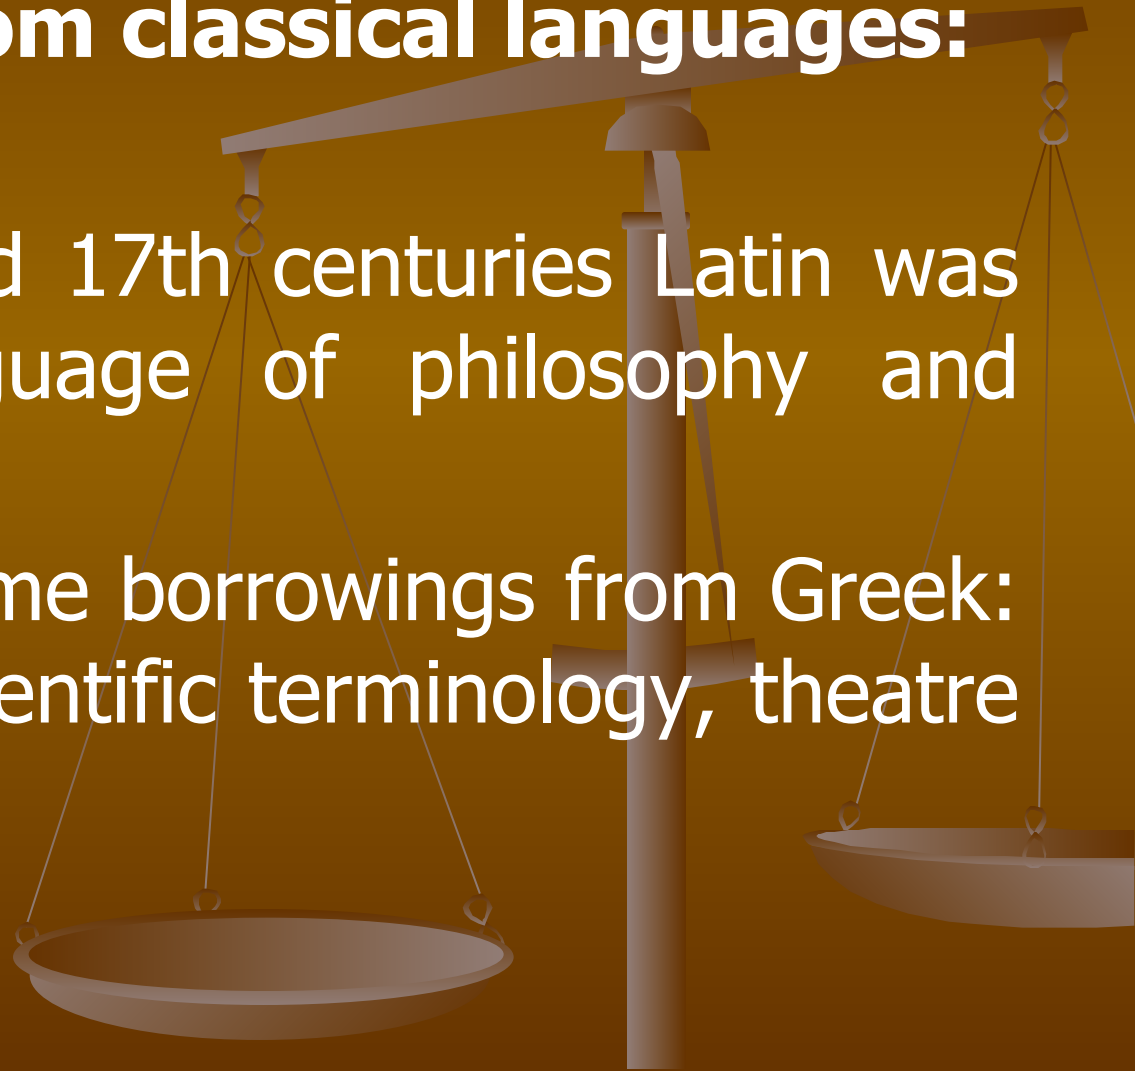 om classical languages:
d 17th centuries Latin was
guage of philosophy and
me borrowings from Greek:
entific terminology, theatre